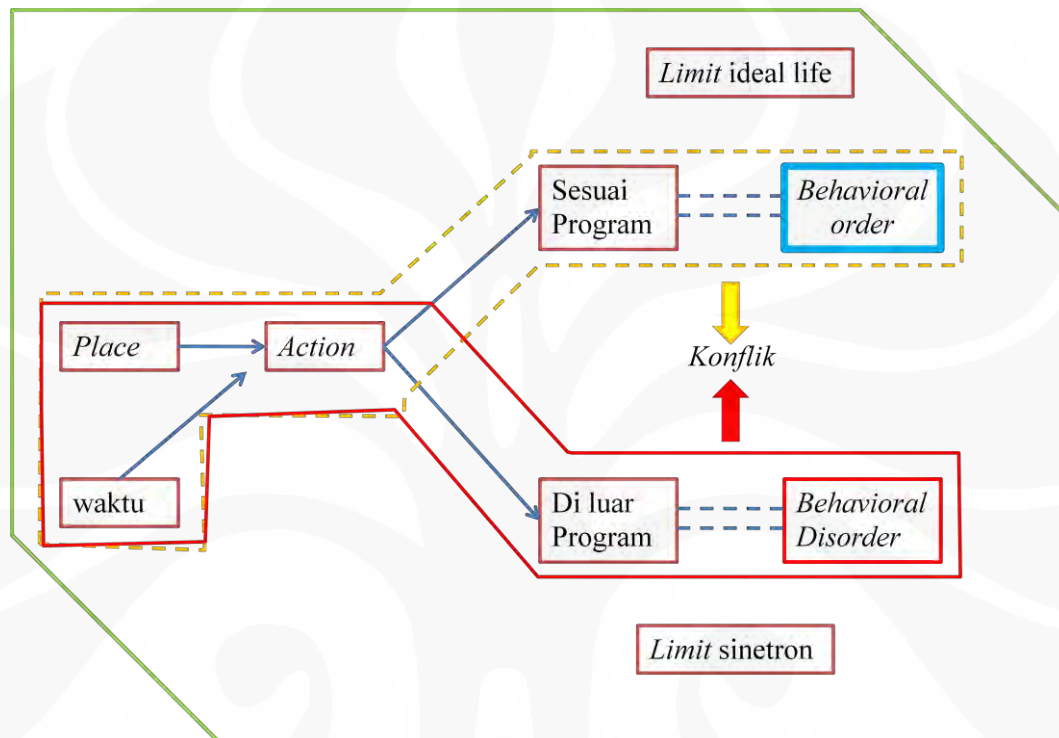 Limit ideal life
Sesuai
Program
Behavioral
order
Place
Action
Konflik
waktu
Di luar
Program
Behavioral
Disorder
Limit sinetron